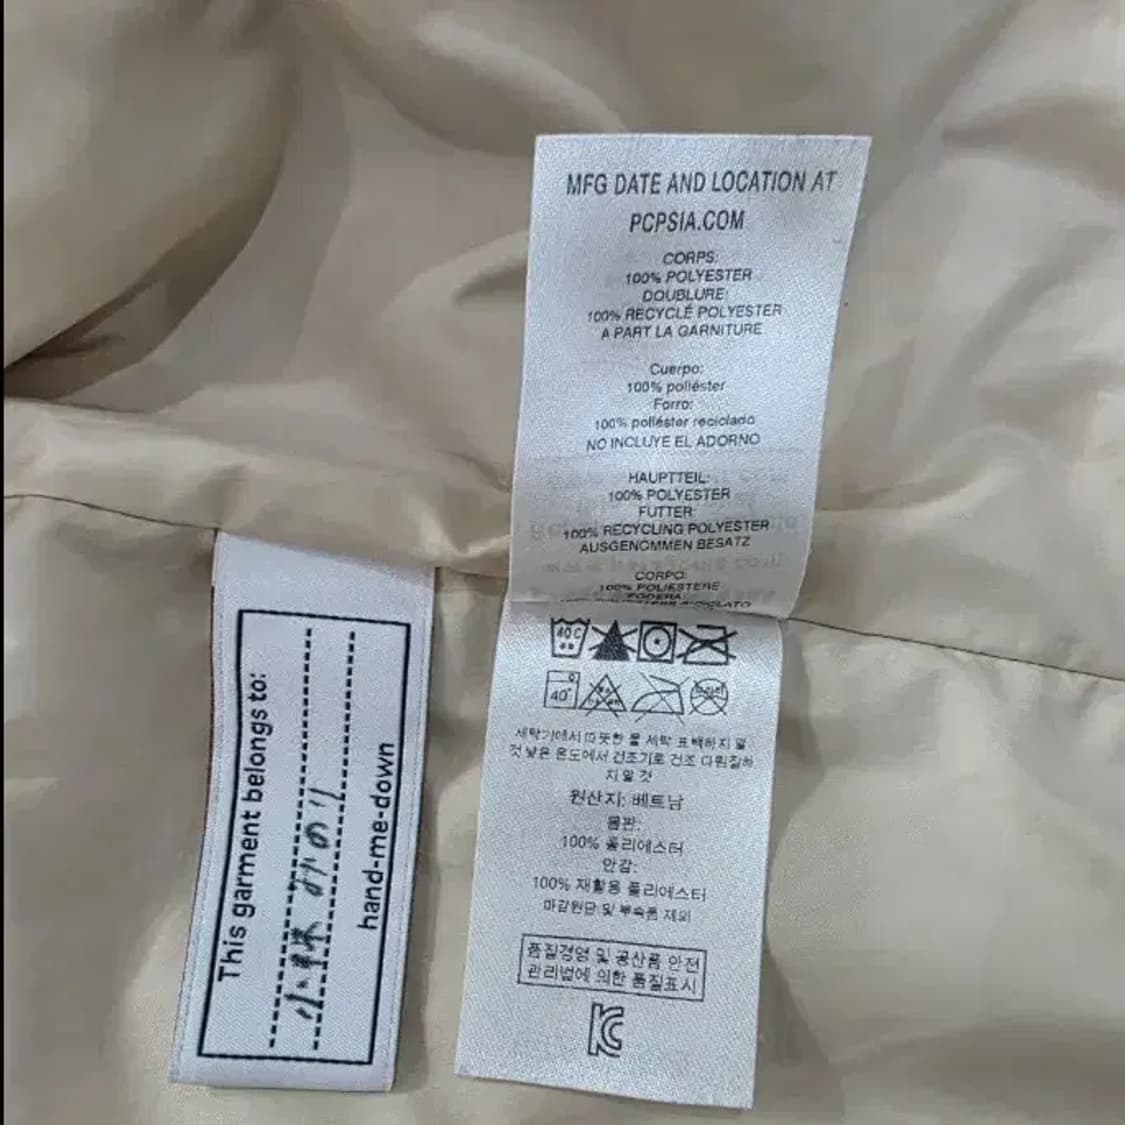 MFG DATE AND LOCATION AT
PCPSIA.COM
CORPS:
100% POLYESTER
DOUBLURE:
100% RECYCLÉ POLYESTER
A PART LA GARNITURE
Cuerpo:
100% poliéster
Forro:
100% poliéster reciclado
NO INCLUYE EL ADORNO
HAUPTTEIL:
100% POLYESTER
FUTTER:
100% RECYCLING POLYESTER
AUSGENOMMEN BESATZ
CORPO:
100% POLIESTERE
FODERA:
40 C
40°
세탁기에서 따뜻한 물 세탁 표백하지 말
것 낮은 온도에서 건조기로 건조 다림질하
지 말 것
원산지: 베트남
몸판:
100% 폴리에스터
안감:
100% 재활용 폴리에스터
마감원단 및 부속품 제외
품질경영 및 공산품 안전
관리법에 의한 품질표시
This garment belongs to:
小林 みのり
hand-me-down